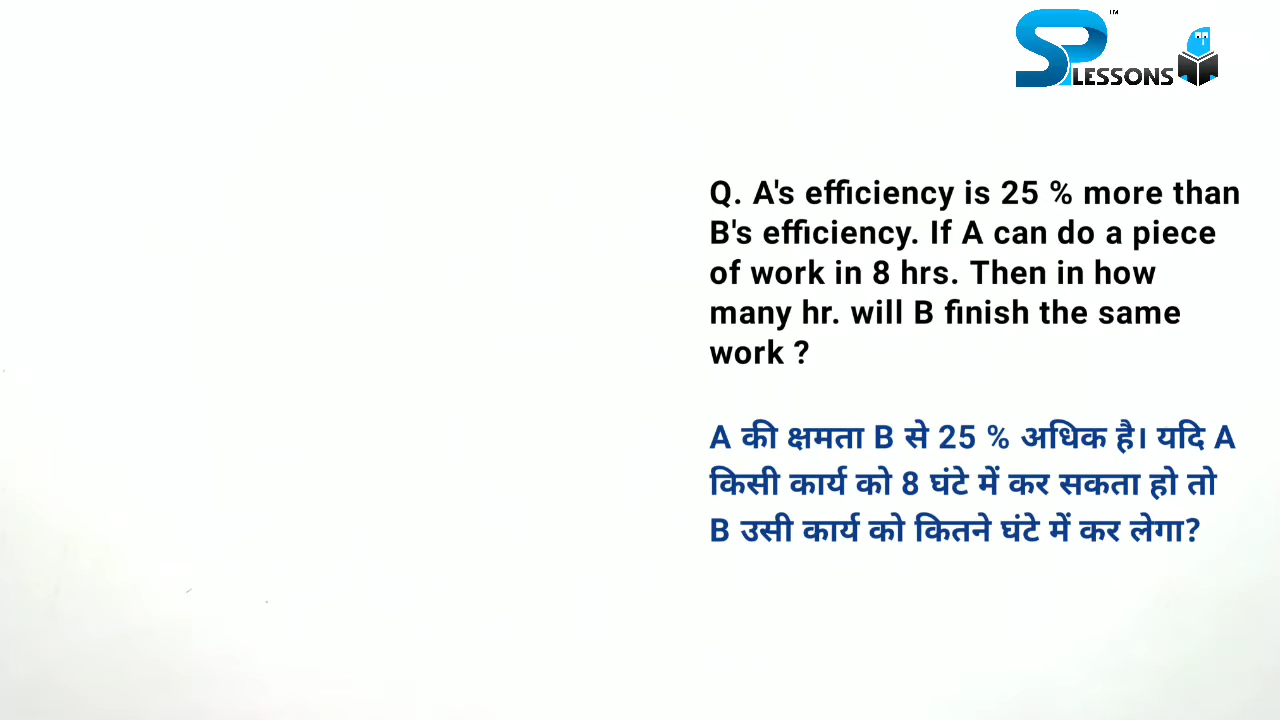 SP LESSONS ™
Q. A's efficiency is 25 % more than
B's efficiency. If A can do a piece
of work in 8 hrs. Then in how
many hr. will B finish the same
work ?
A की क्षमता B से 25 % अधिक है। यदि A
किसी कार्य को 8 घंटे में कर सकता हो तो
B उसी कार्य को कितने घंटे में कर लेगा?